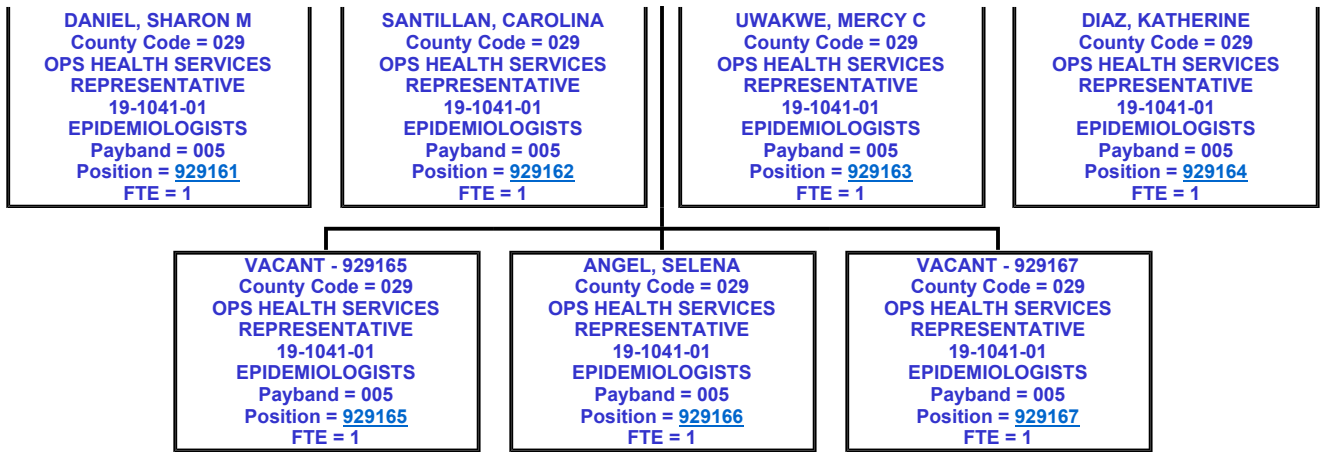 DANIEL, SHARON M
County Code = 029
OPS HEALTH SERVICES
REPRESENTATIVE
19-1041-01
EPIDEMIOLOGISTS
Payband = 005
Position = 929161
FTE = 1
SANTILLAN, CAROLINA
County Code = 029
OPS HEALTH SERVICES
REPRESENTATIVE
19-1041-01
EPIDEMIOLOGISTS
Payband = 005
Position = 929162
FTE = 1
UWAKWE, MERCY C
County Code = 029
OPS HEALTH SERVICES
REPRESENTATIVE
19-1041-01
EPIDEMIOLOGISTS
Payband = 005
Position = 929163
FTE = 1
DIAZ, KATHERINE
County Code = 029
OPS HEALTH SERVICES
REPRESENTATIVE
19-1041-01
EPIDEMIOLOGISTS
Payband = 005
Position = 929164
FTE = 1
VACANT - 929165
County Code = 029
OPS HEALTH SERVICES
REPRESENTATIVE
19-1041-01
EPIDEMIOLOGISTS
Payband = 005
Position = 929165
FTE = 1
ANGEL, SELENA
County Code = 029
OPS HEALTH SERVICES
REPRESENTATIVE
19-1041-01
EPIDEMIOLOGISTS
Payband = 005
Position = 929166
FTE = 1
VACANT - 929167
County Code = 029
OPS HEALTH SERVICES
REPRESENTATIVE
19-1041-01
EPIDEMIOLOGISTS
Payband = 005
Position = 929167
FTE = 1